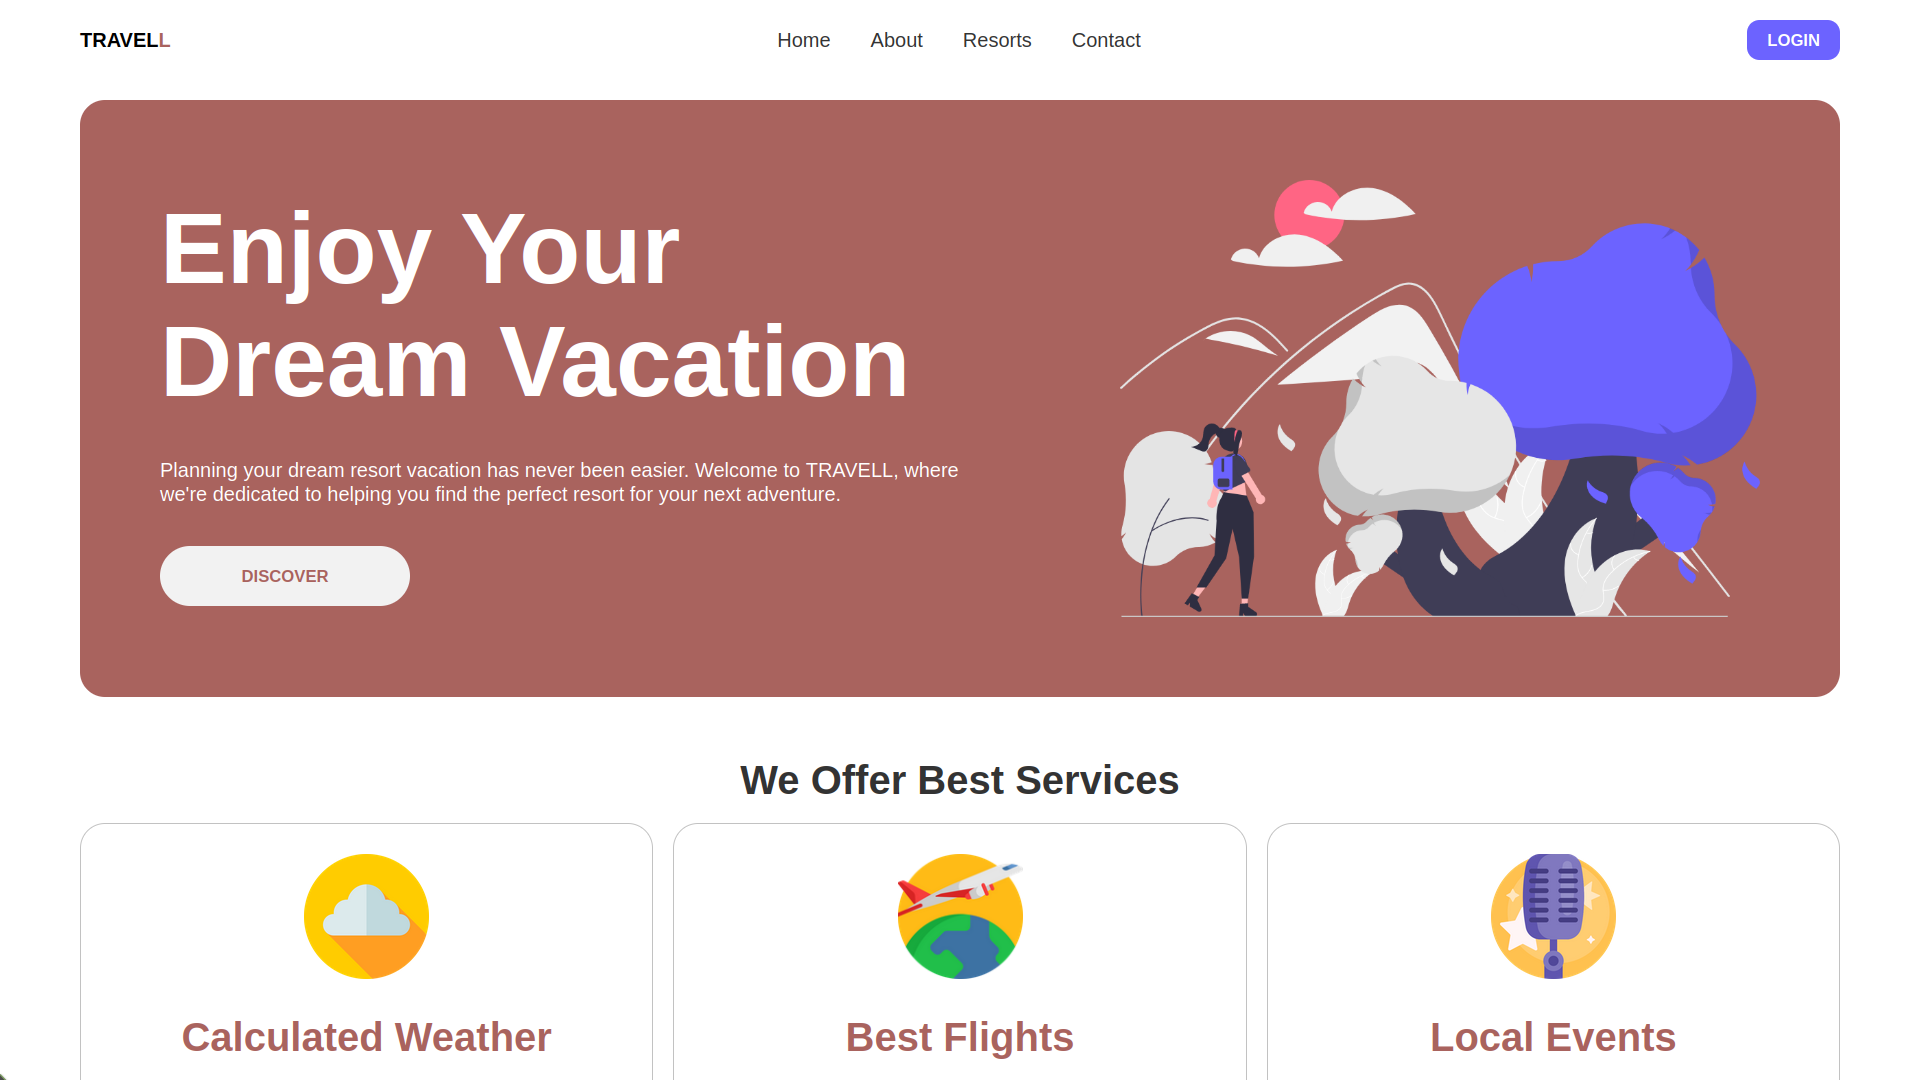 TRAVELL
Home About Resorts Contact
LOGIN
Enjoy Your
Dream Vacation
Planning your dream resort vacation has never been easier. Welcome to TRAVELL, where
we're dedicated to helping you find the perfect resort for your next adventure.
DISCOVER
We Offer Best Services
Calculated Weather
Best Flights
Local Events